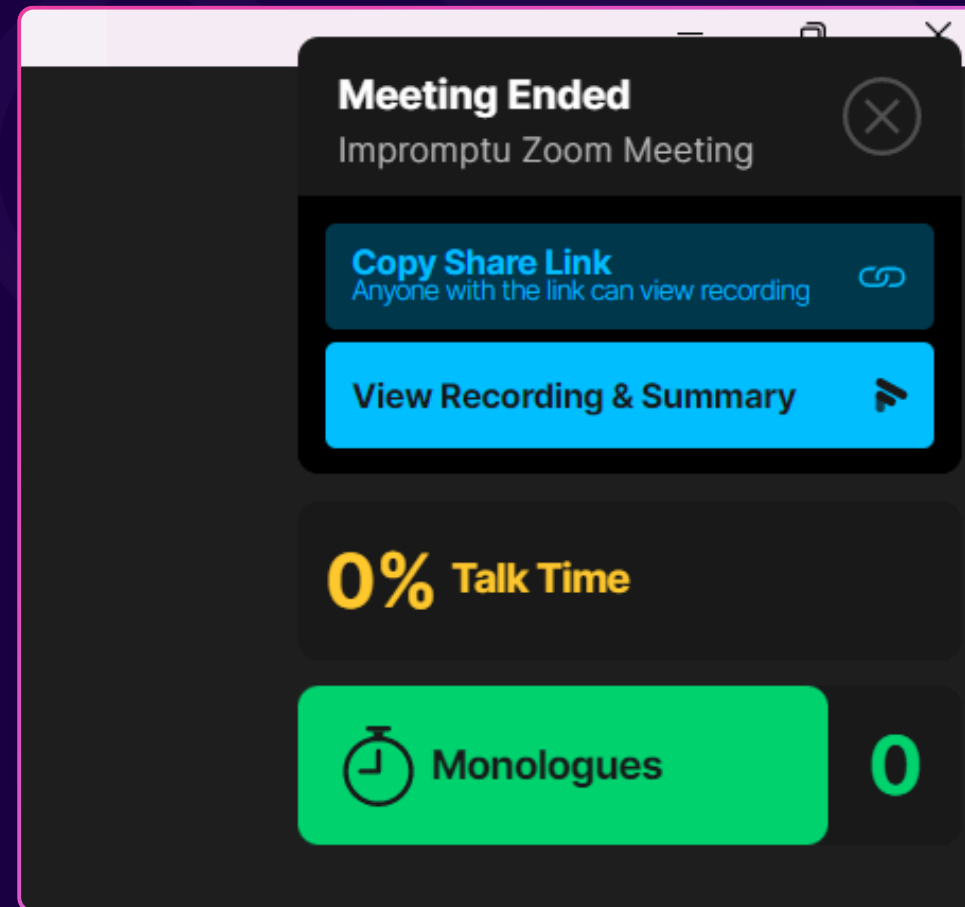 Meeting Ended
Impromptu Zoom Meeting
Copy Share Link
Anyone with the link can view recording
View Recording & Summary
0% Talk Time
Monologues 0